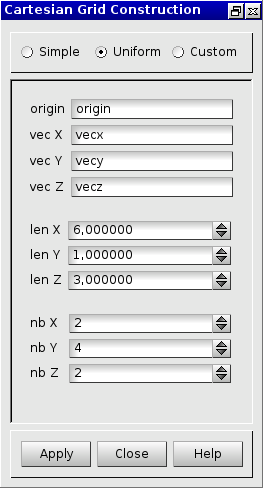 Cartesian Grid Construction
Simple Uniform Custom
origin origin
vec X vecx
vec Y vecy
vec Z vecz
len X 6,000000
len Y 1,000000
len Z 3,000000
nb X 2
nb Y 4
nb Z 2
Apply Close Help